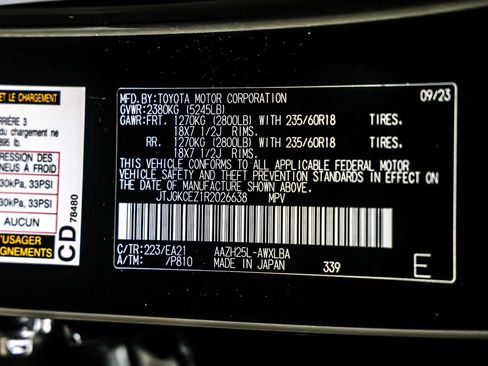 ET LE CHARGEMENT
RRIÈRE 3
du chargement ne
895 lb.
RESSION DES
NEUS À FROID
30kPa, 33PSI
30kPa, 33PSI
AUCUN
L'USAGER
GNEMENTS
CD
78480
MFD.BY:TOYOTA MOTOR CORPORATION 09/23
GVWR:2380KG (5245LB)
GAWR:FRT. 1270KG (2800LB) WITH 235/60R18 TIRES.
18X7 1/2J RIMS.
RR. 1270KG (2800LB) WITH 235/60R18 TIRES.
18X7 1/2J RIMS.
THIS VEHICLE CONFORMS TO ALL APPLICABLE FEDERAL MOTOR
VEHICLE SAFETY AND THEFT PREVENTION STANDARDS IN EFFECT ON
THE DATE OF MANUFACTURE SHOWN ABOVE.
JTJGKCEZ1R2026638 MPV
C/TR:223/EA21 AAZH25L-AWXLBA
A/TM: /P810 MADE IN JAPAN 339 E